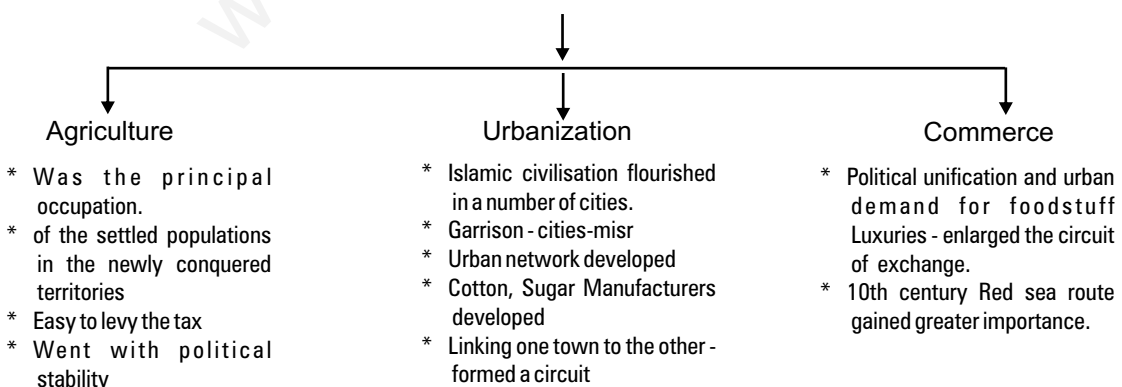 Agriculture
* Was the principal
occupation.
* of the settled populations
in the newly conquered
territories
* Easy to levy the tax
* Went with political
stability
Urbanization
* Islamic civilisation flourished
in a number of cities.
* Garrison - cities-misr
* Urban network developed
* Cotton, Sugar Manufacturers
developed
* Linking one town to the other -
formed a circuit
Commerce
* Political unification and urban
demand for foodstuff
Luxuries - enlarged the circuit
of exchange.
* 10th century Red sea route
gained greater importance.